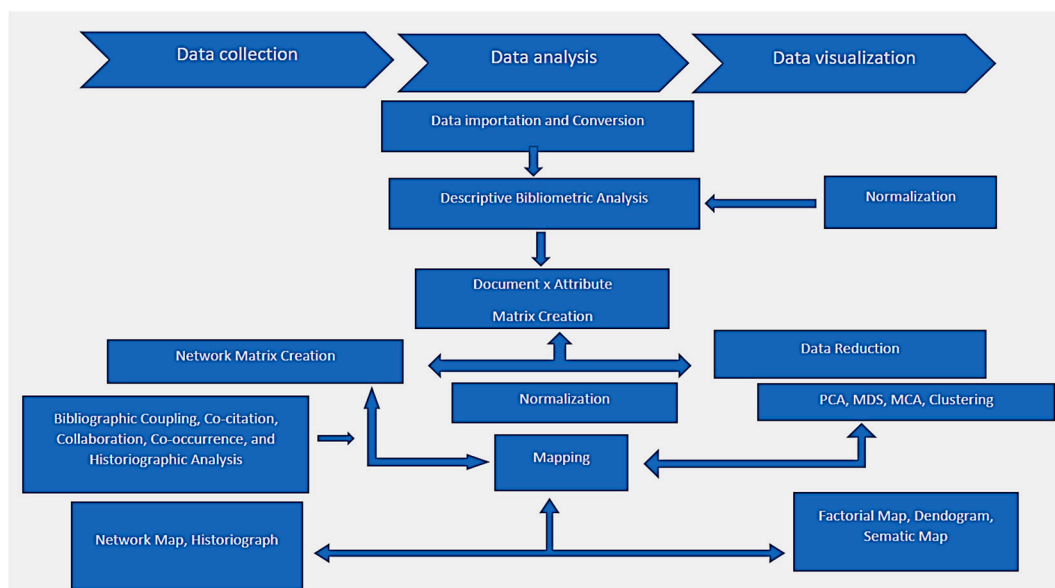 Data collection
Data analysis
Data visualization
Data importation and Conversion
Descriptive Bibliometric Analysis
Normalization
Document x Attribute
Matrix Creation
Network Matrix Creation
Data Reduction
Normalization
PCA, MDS, MCA, Clustering
Bibliographic Coupling, Co-citation,
Collaboration, Co-occurrence, and
Historiographic Analysis
Mapping
Network Map, Historiograph
Factorial Map, Dendogram,
Sematic Map